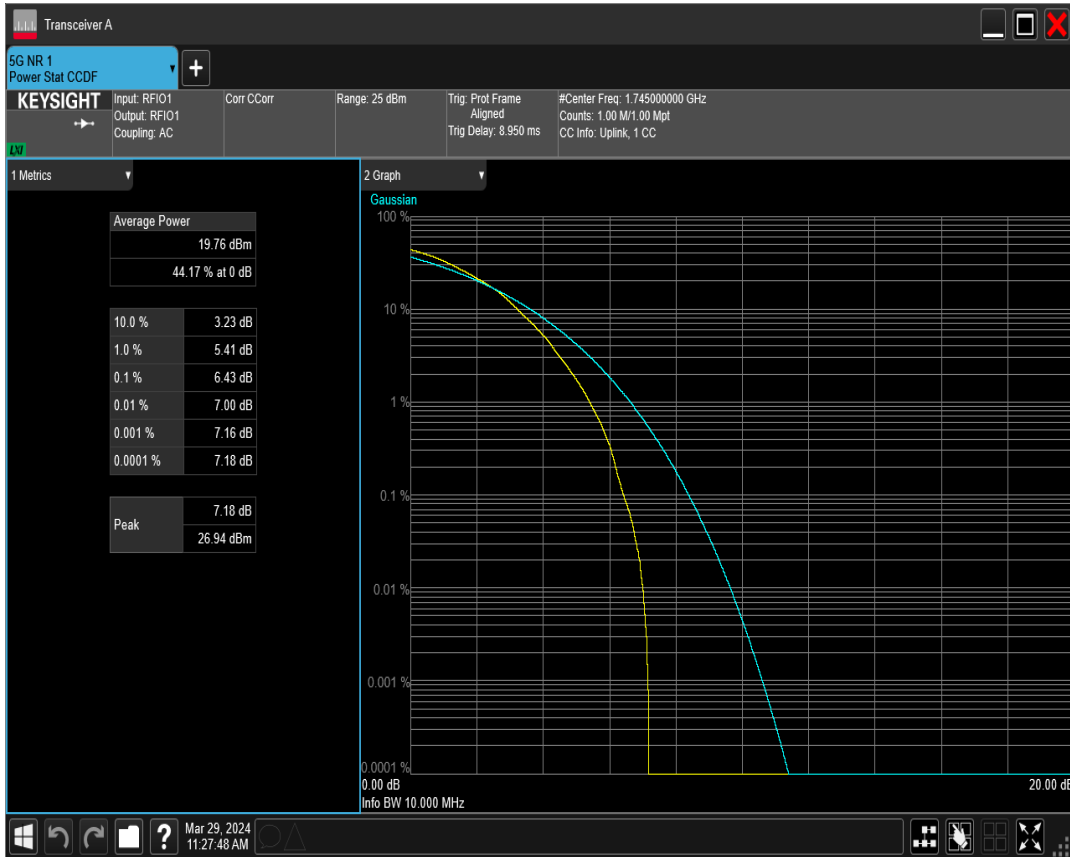 Transceiver A
5G NR 1
Power Stat CCDF
+
KEYSIGHT
LXI
Input: RFIO1
Output: RFIO1
Coupling: AC
Corr CCorr
Range: 25 dBm
Trig: Prot Frame
Aligned
Trig Delay: 8.950 ms
#Center Freq: 1.745000000 GHz
Counts: 1.00 M/1.00 Mpt
CC Info: Uplink, 1 CC
1 Metrics
Average Power
19.76 dBm
44.17 % at 0 dB
10.0 % 3.23 dB
1.0 % 5.41 dB
0.1 % 6.43 dB
0.01 % 7.00 dB
0.001 % 7.16 dB
0.0001 % 7.18 dB
Peak 7.18 dB
26.94 dBm
2 Graph
Gaussian
100 %
10 %
1 %
0.1 %
0.01 %
0.001 %
0.0001 %
0.00 dB 20.00 dB
Info BW 10.000 MHz
?
Mar 29, 2024
11:27:48 AM